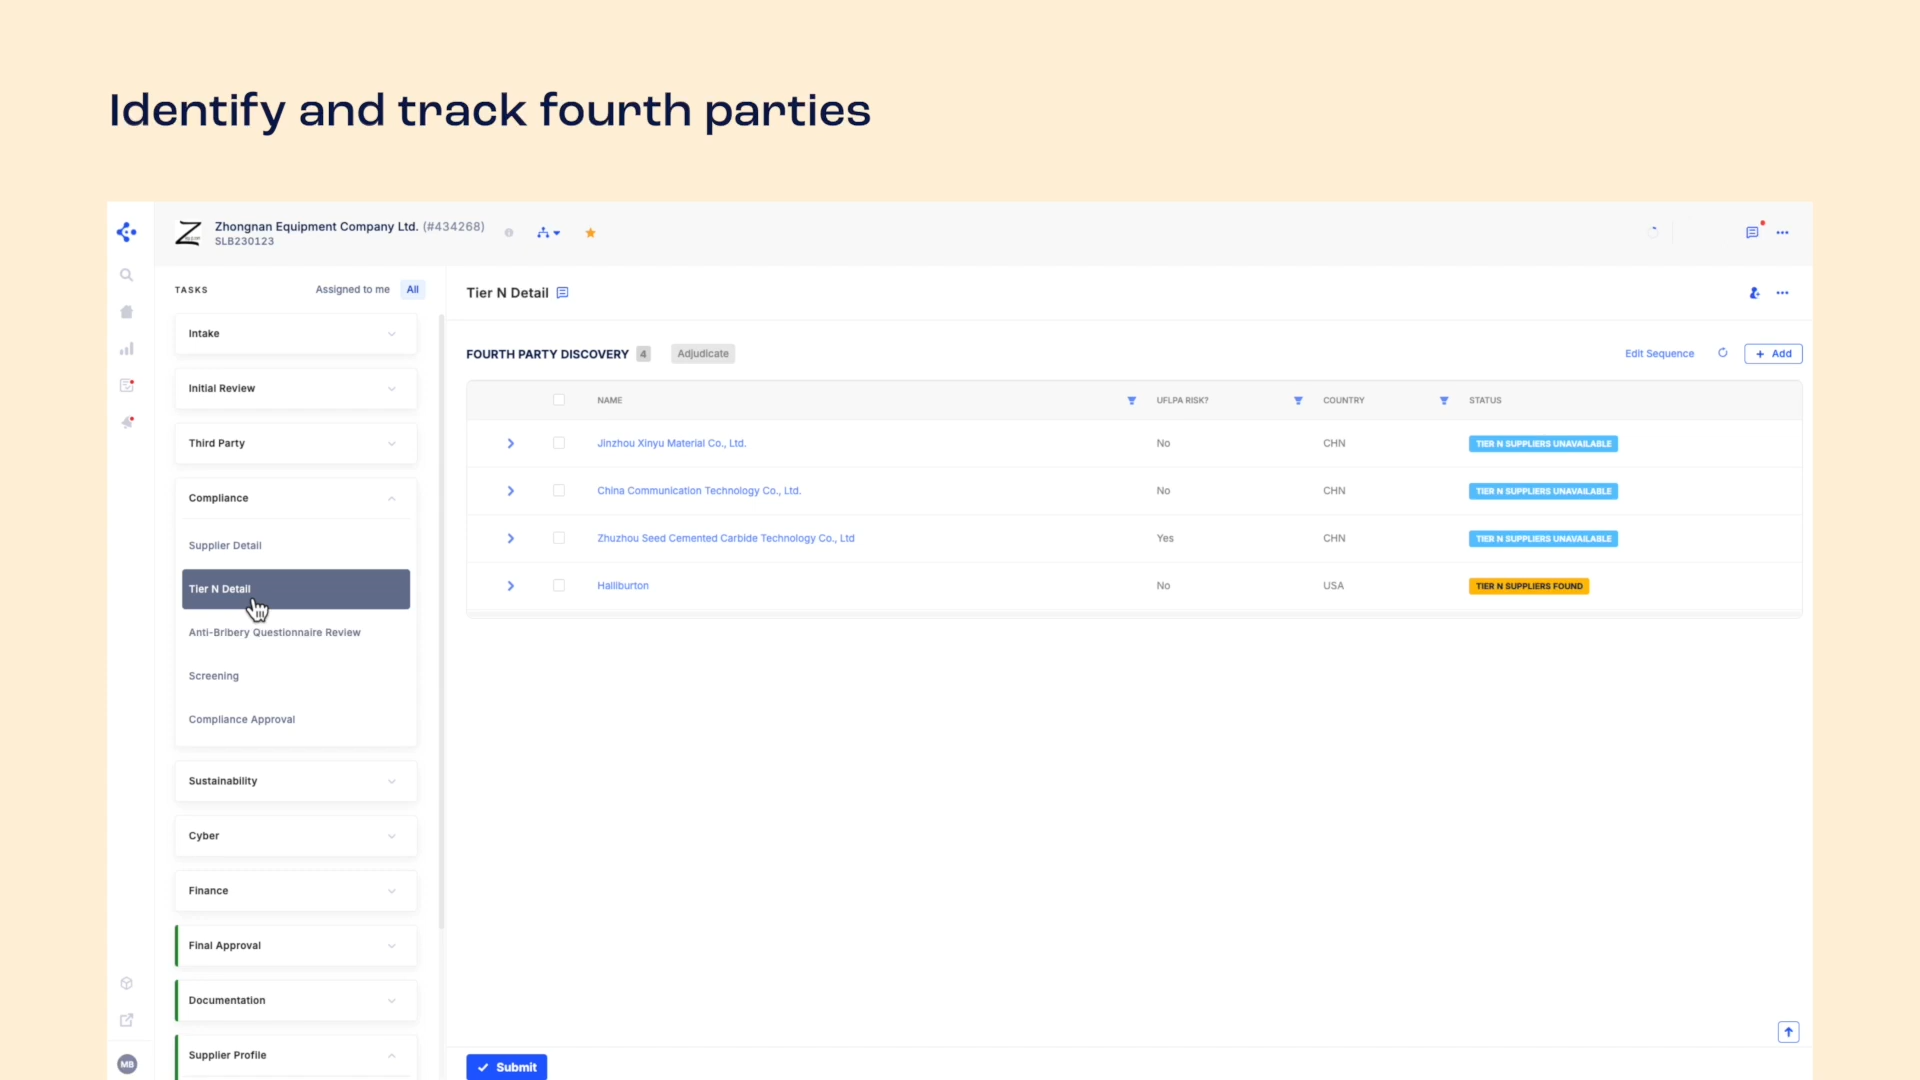 Identify and track fourth parties
Zhongnan Equipment Company Ltd. (#434268)
SLB230123
TASKS
Assigned to me
All
Intake
Initial Review
Third Party
Compliance
Supplier Detail
Tier N Detail
Anti-Bribery Questionnaire Review
Screening
Compliance Approval
Sustainability
Cyber
Finance
Final Approval
Documentation
Supplier Profile
MB
Tier N Detail
FOURTH PARTY DISCOVERY 4 Adjudicate
Edit Sequence
+ Add
NAME UFLPA RISK? COUNTRY STATUS
Jinzhou Xinyu Material Co., Ltd. No CHN TIER N SUPPLIERS UNAVAILABLE
China Communication Technology Co., Ltd. No CHN TIER N SUPPLIERS UNAVAILABLE
Zhuzhou Seed Cemented Carbide Technology Co., Ltd Yes CHN TIER N SUPPLIERS UNAVAILABLE
Halliburton No USA TIER N SUPPLIERS FOUND
Submit